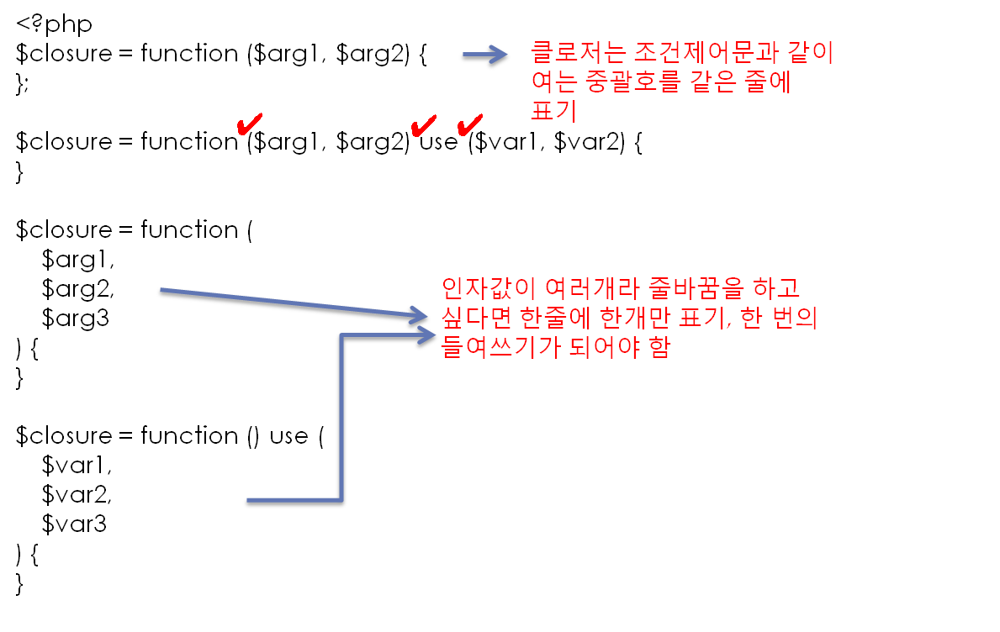 <?php
$closure = function ($arg1, $arg2) {
};
클로저는 조건제어문과 같이
여는 중괄호를 같은 줄에
표기
$closure = function ($arg1, $arg2) use ($var1, $var2) {
}
$closure = function (
$arg1,
$arg2,
$arg3
) {
}
인자값이 여러개라 줄바꿈을 하고
싶다면 한줄에 한개만 표기, 한 번의
들여쓰기가 되어야 함
$closure = function () use (
$var1,
$var2,
$var3
) {
}